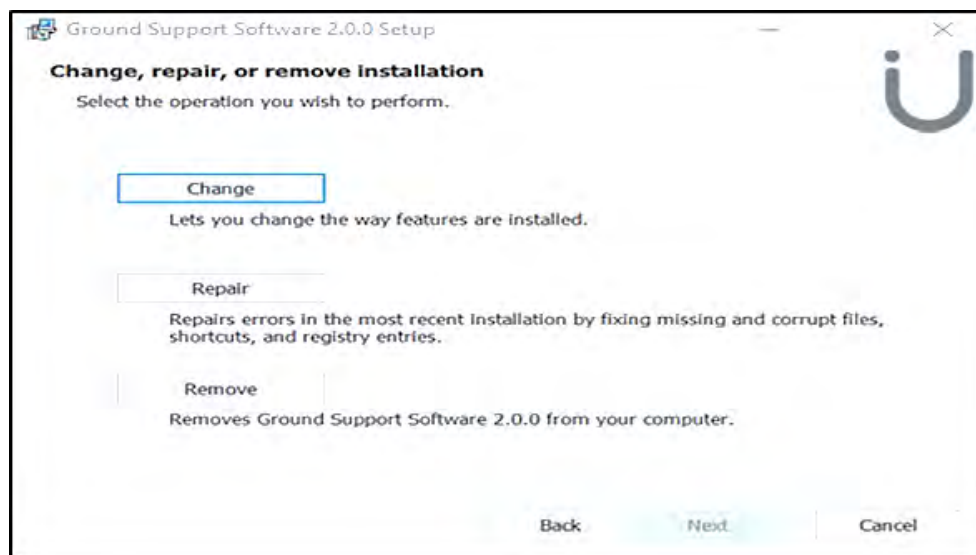 Ground Support Software 2.0.0 Setup
Change, repair, or remove installation
Select the operation you wish to perform.
Change
Lets you change the way features are installed.
Repair
Repairs errors in the most recent installation by fixing missing and corrupt files,
shortcuts, and registry entries.
Remove
Removes Ground Support Software 2.0.0 from your computer.
Back Next Cancel